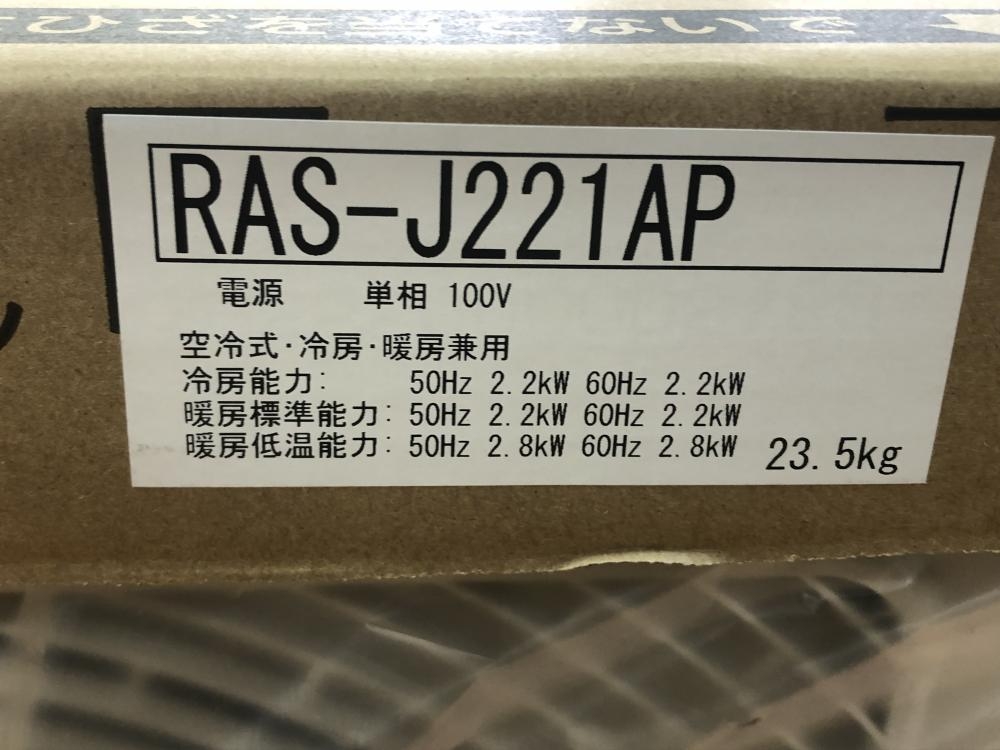 RAS-J221AP
電源 単相 100V
空冷式・冷房・暖房兼用
冷房能力: 50Hz 2.2kW 60Hz 2.2kW
暖房標準能力: 50Hz 2.2kW 60Hz 2.2kW
暖房低温能力: 50Hz 2.8kW 60Hz 2.8kW
23.5kg